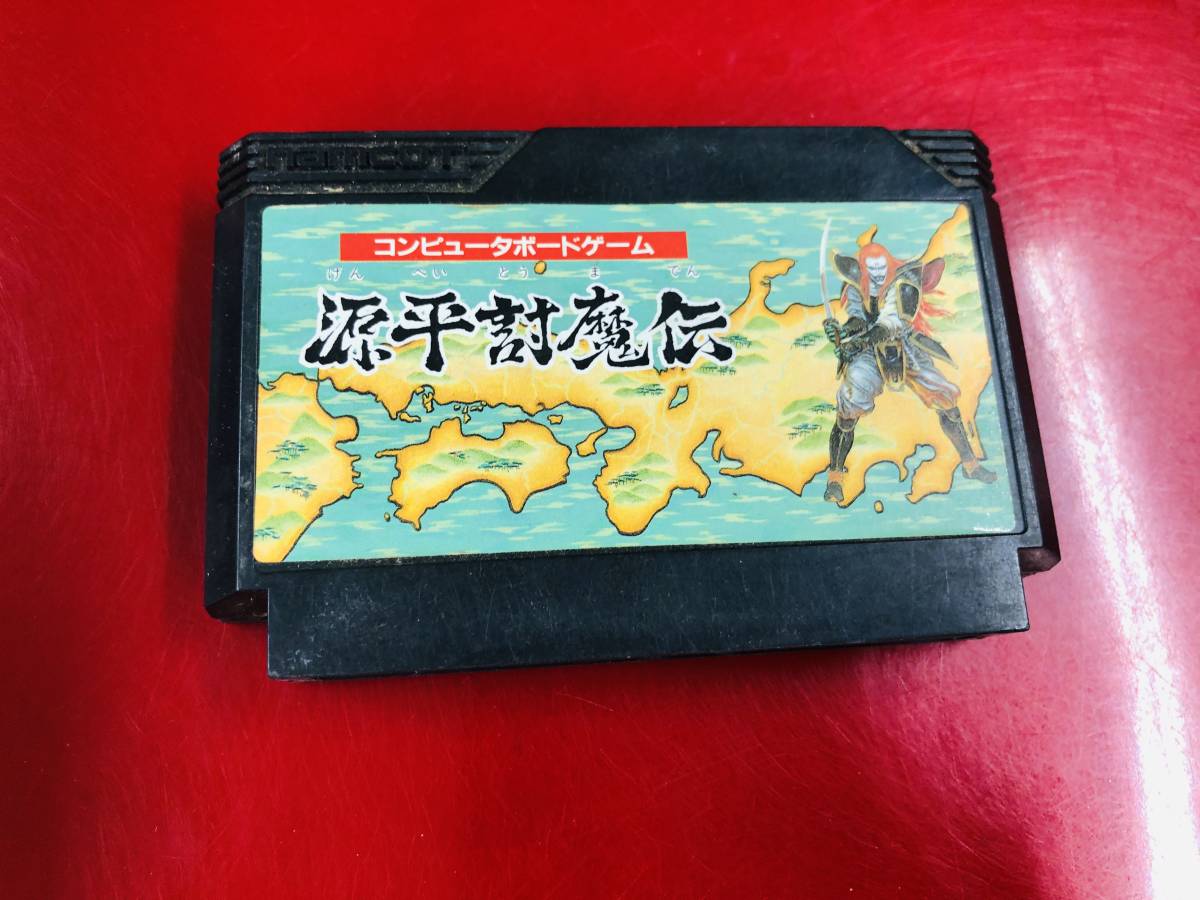 namcot
コンピュータボードゲーム
げん ぺい とう ま でん
源平討魔伝